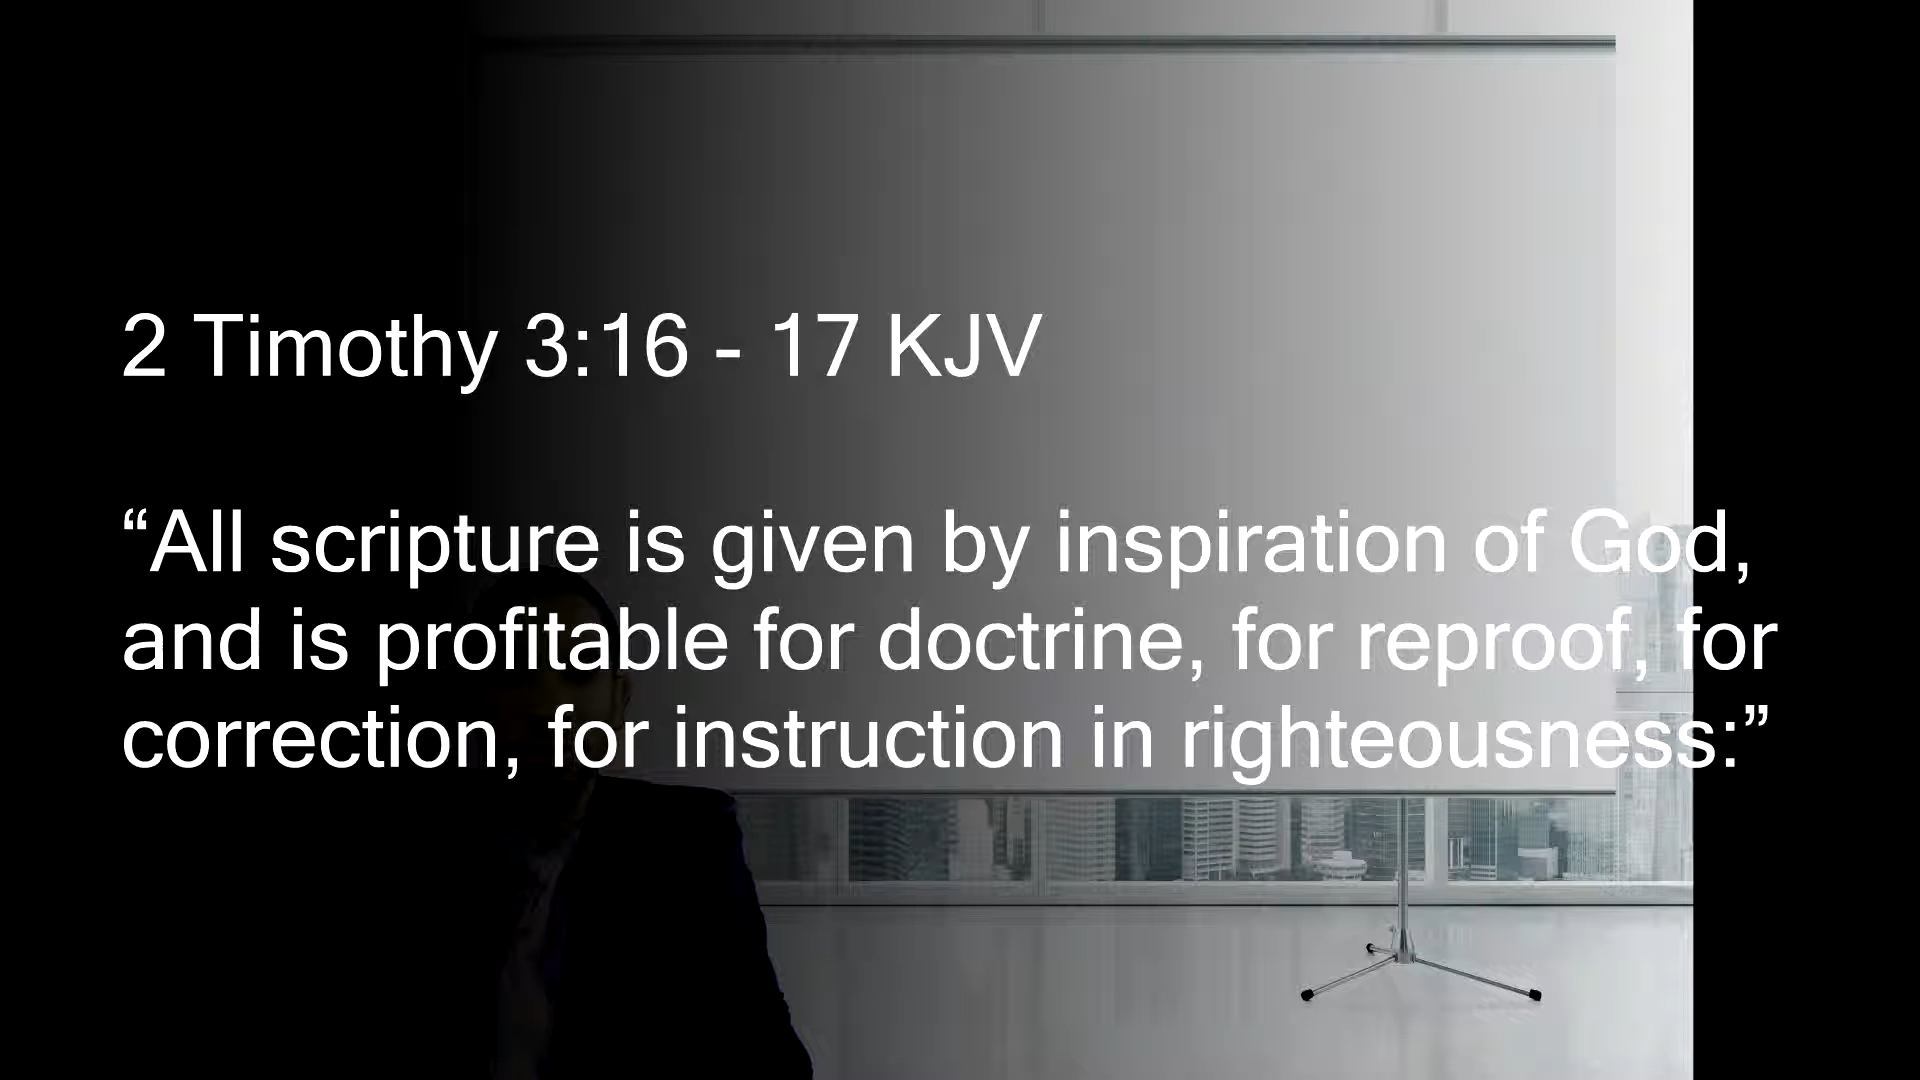 2 Timothy 3:16 - 17 KJV
“All scripture is given by inspiration of God,
and is profitable for doctrine, for reproof, for
correction, for instruction in righteousness:”